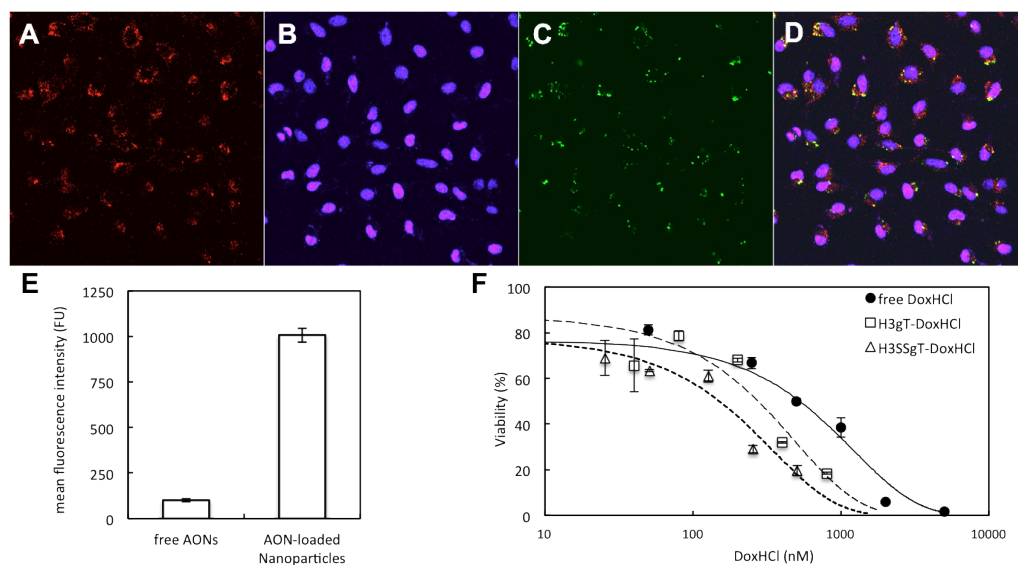 A
B
C
D
E
mean fluorescence intensity (FU)
1250
1000
750
500
250
0
free AONs
AON-loaded
Nanoparticles
F
Viability (%)
100
80
60
40
20
0
free DoxHCl
H3gT-DoxHCl
H3SSgT-DoxHCl
10
100
1000
10000
DoxHCl (nM)